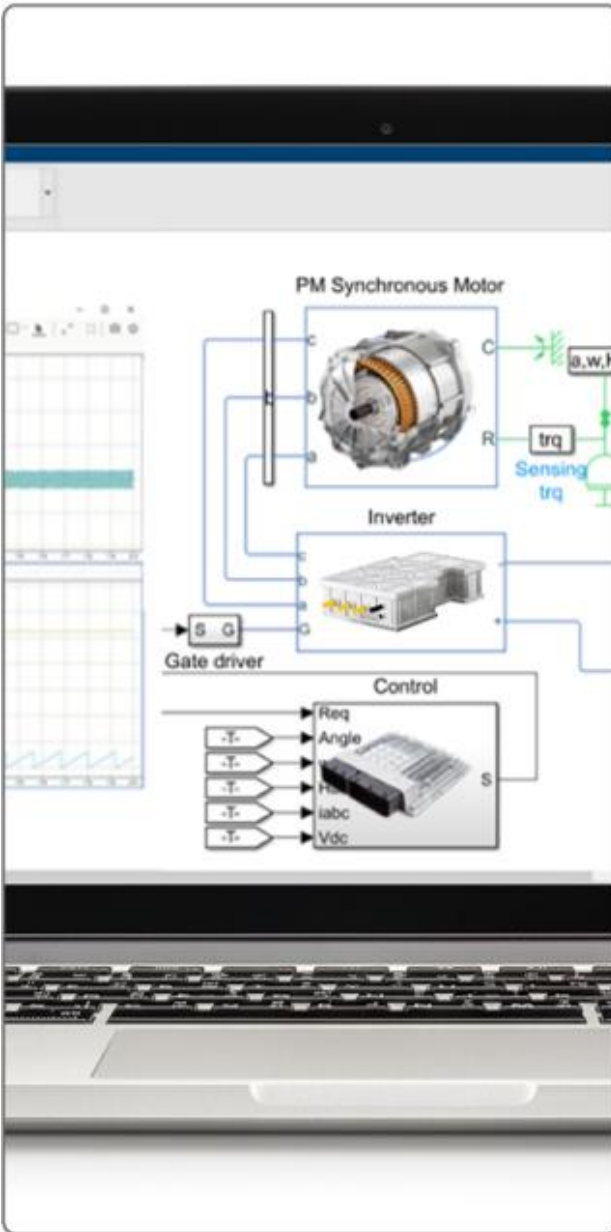 PM Synchronous Motor
c
C
a,w,
b
a
R
trq
Sensing
trq
Inverter
c
b
a
G
-
+
S G
Gate driver
Control
Req
-T-
Angle
-T-
-T-
-T-
iabc
-T-
Vdc
S